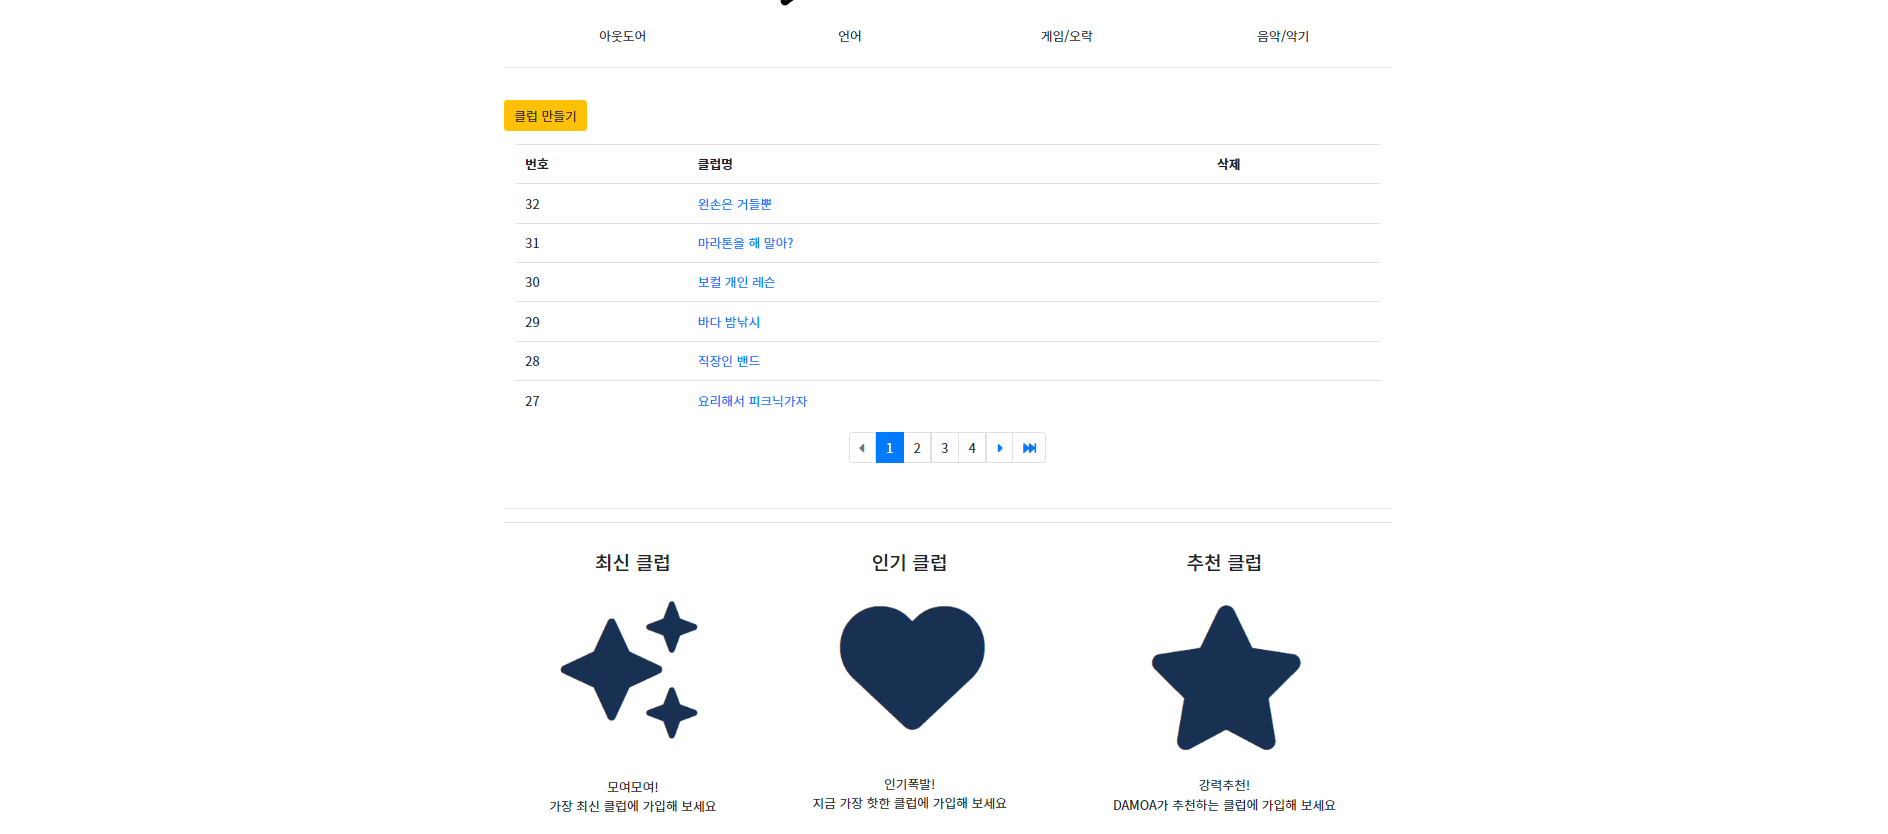 아웃도어 언어 게임/오락 음악/악기
클럽 만들기
번호 클럽명 삭제
32 왼손은 거들뿐
31 마라톤을 해 말아?
30 보컬 개인 레슨
29 바다 밤낚시
28 직장인 밴드
27 요리해서 피크닉가자
1 2 3 4
최신 클럽 인기 클럽 추천 클럽
모여모여! 인기폭발! 강력추천!
가장 최신 클럽에 가입해 보세요 지금 가장 핫한 클럽에 가입해 보세요 DAMOA가 추천하는 클럽에 가입해 보세요